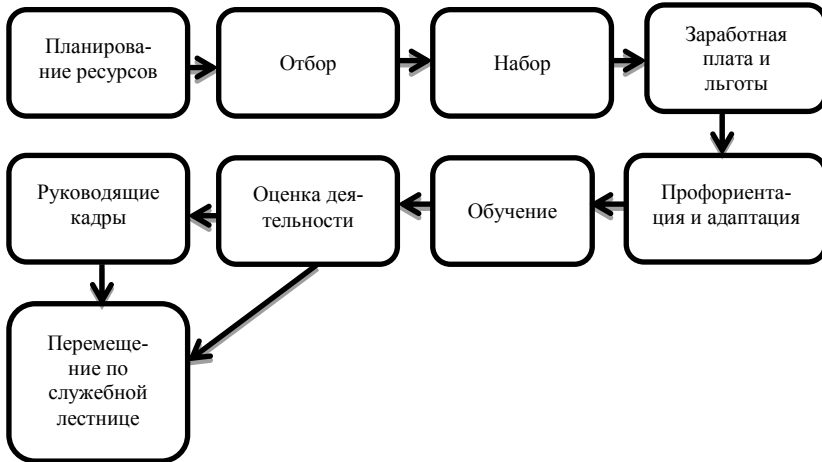 Планирова-
ние ресурсов
Отбор
Набор
Заработная
плата и
льготы
Руководящие
кадры
Оценка дея-
тельности
Обучение
Профориента-
ция и адаптация
Перемеще-
ние по
служебной
лестнице